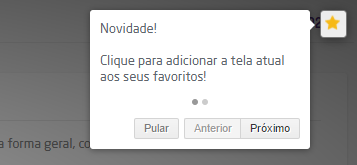 Novidade!
Clique para adicionar a tela atual
aos seus favoritos!
Pular
Anterior
Próximo
a forma geral, co